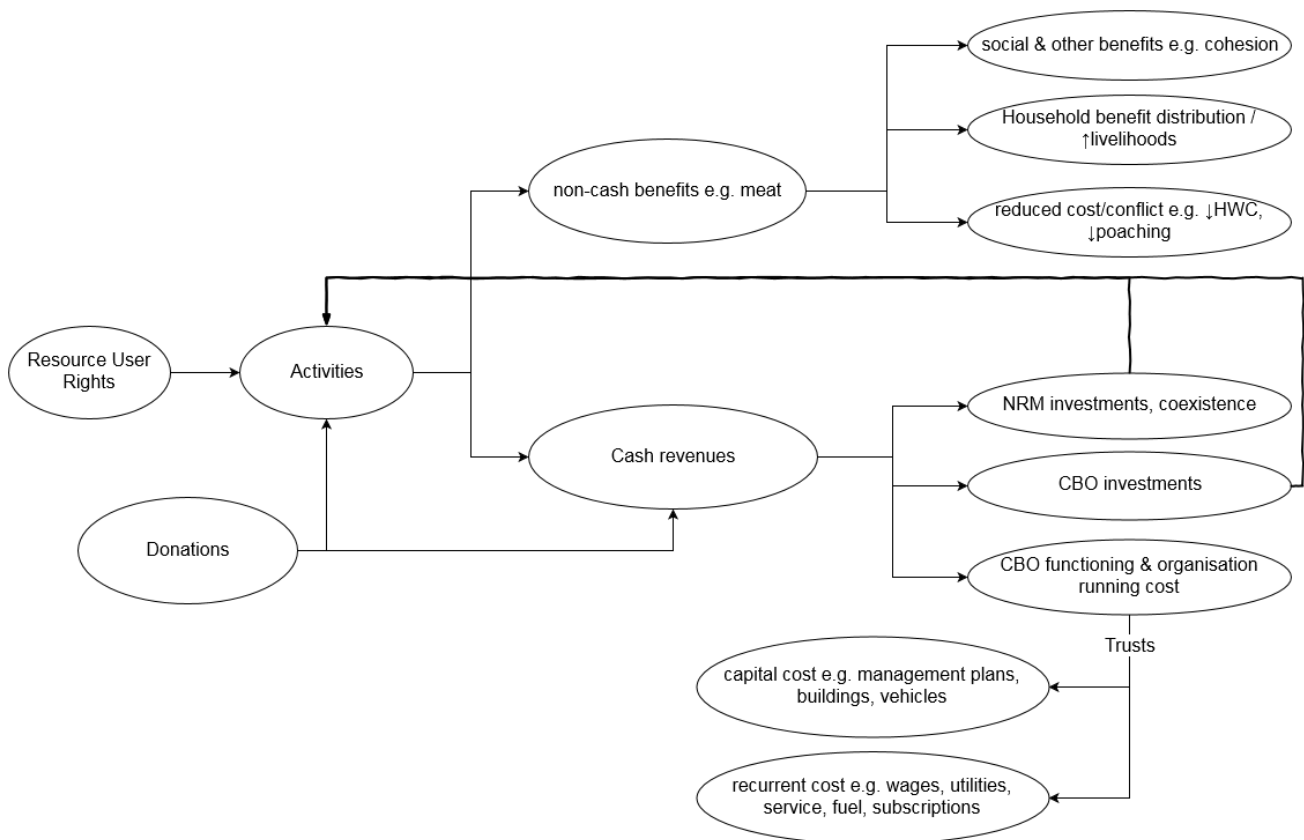 social & other benefits e.g. cohesion
Household benefit distribution /
↑livelihoods
non-cash benefits e.g. meat
reduced cost/conflict e.g. ↓HWC,
↓poaching
Resource User
Rights
Activities
NRM investments, coexistence
Cash revenues
CBO investments
Donations
CBO functioning & organisation
running cost
Trusts
capital cost e.g. management plans,
buildings, vehicles
recurrent cost e.g. wages, utilities,
service, fuel, subscriptions